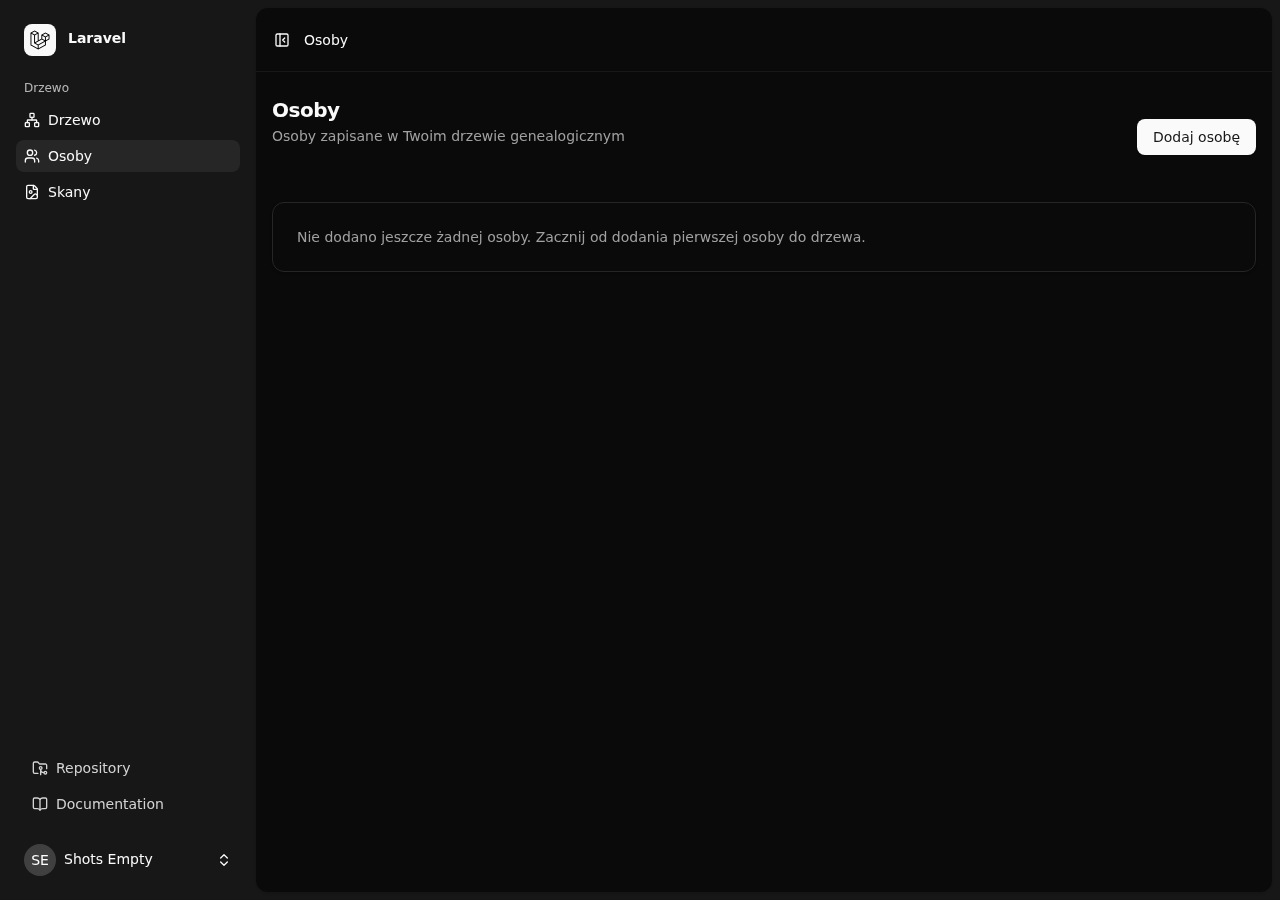 Laravel
Drzewo
Drzewo
Osoby
Skany
Repository
Documentation
SE
Shots Empty
Osoby
Osoby
Osoby zapisane w Twoim drzewie genealogicznym
Dodaj osobę
Nie dodano jeszcze żadnej osoby. Zacznij od dodania pierwszej osoby do drzewa.